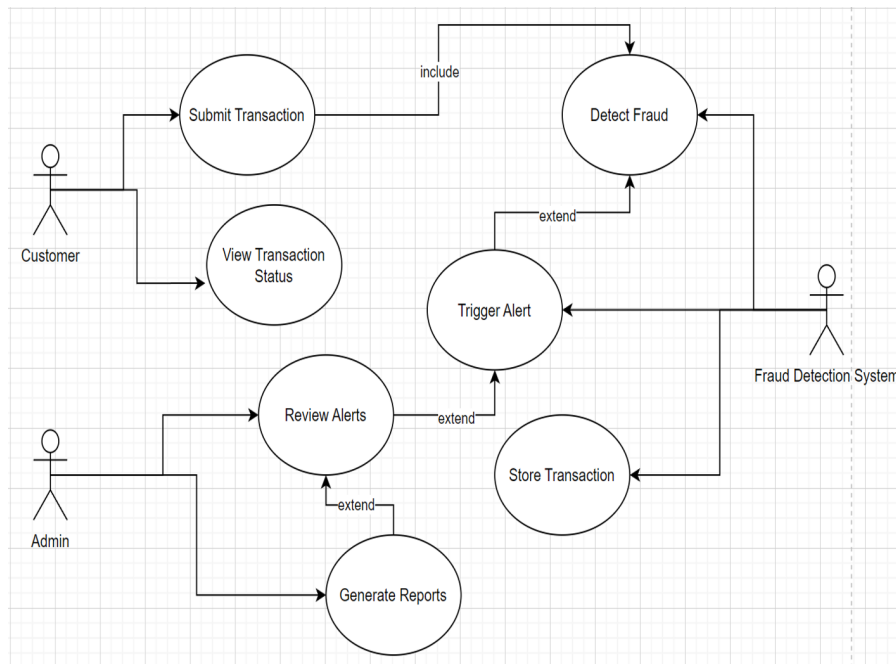 include
Submit Transaction
Detect Fraud
extend
Customer
View Transaction
Status
Trigger Alert
Fraud Detection System
Review Alerts
extend
Store Transaction
extend
Admin
Generate Reports